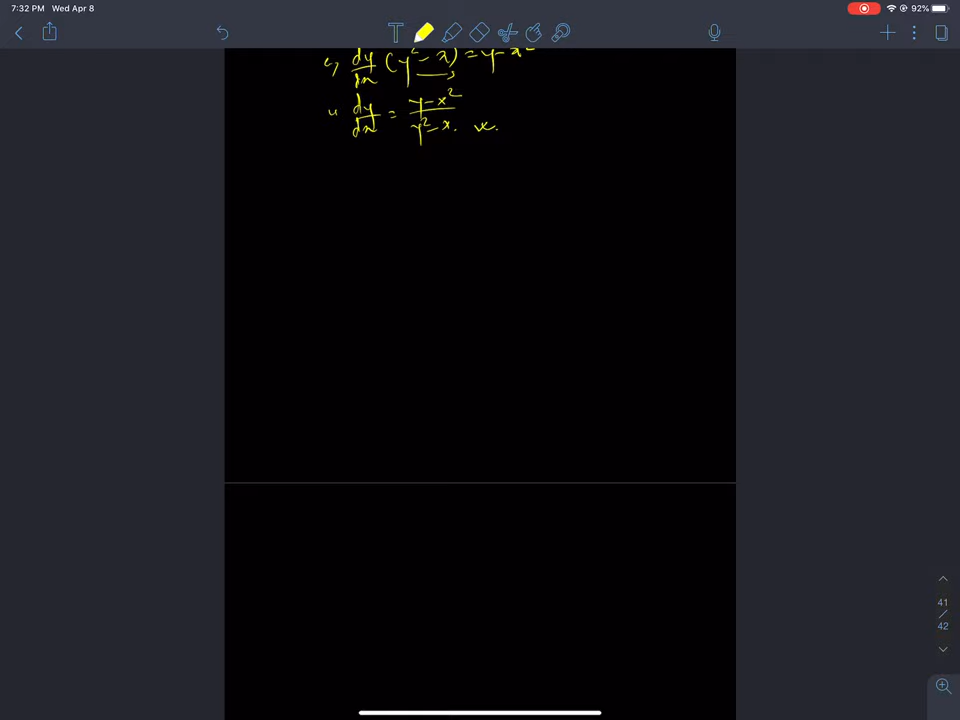 7:32 PM Wed Apr 8
92%
dy/dx (y² - x) = y - x²
dy/dx = (y - x²)/(y² - x).
41
/
42